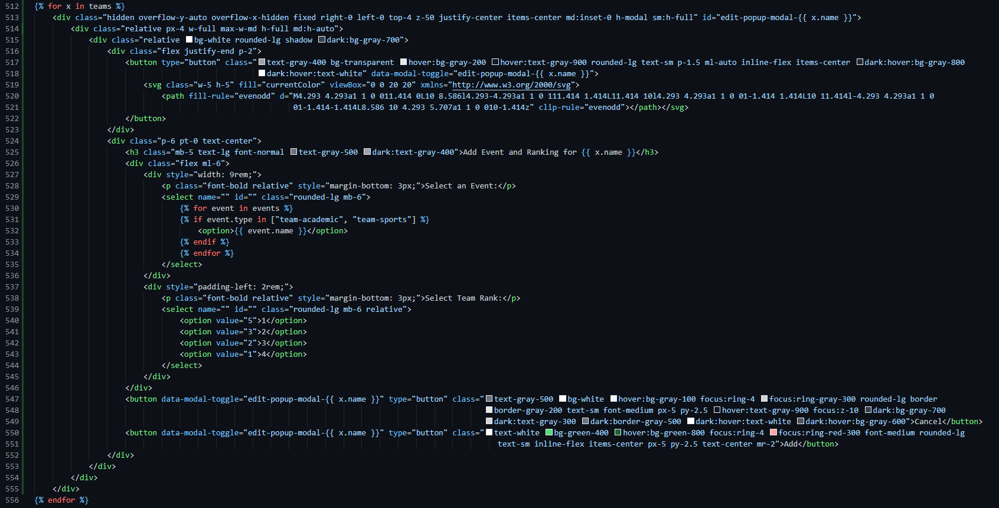 512 {% for x in teams %}
513 <div class="hidden overflow-y-auto overflow-x-hidden fixed right-0 left-0 top-4 z-50 justify-center items-center md:inset-0 h-modal sm:h-full" id="edit-popup-modal-{{ x.name }}">
514 <div class="relative px-4 w-full max-w-md h-full md:h-auto">
515 <div class="relative bg-white rounded-lg shadow dark:bg-gray-700">
516 <div class="flex justify-end p-2">
517 <button type="button" class="text-gray-400 bg-transparent hover:bg-gray-200 hover:text-gray-900 rounded-lg text-sm p-1.5 ml-auto inline-flex items-center dark:hover:bg-gray-800
518 dark:hover:text-white" data-modal-toggle="edit-popup-modal-{{ x.name }}">
519 <svg class="w-5 h-5" fill="currentColor" viewBox="0 0 20 20" xmlns="http://www.w3.org/2000/svg">
520 <path fill-rule="evenodd" d="M4.293 4.293a1 1 0 011.414 0L10 8.586l4.293-4.293a1 1 0 111.414 1.414L11.414 10l4.293 4.293a1 1 0 01-1.414 1.414L10 11.414l-4.293 4.293a1 1 0
521 01-1.414-1.414L8.586 10 4.293 5.707a1 1 0 010-1.414z" clip-rule="evenodd"></path></svg>
522 </button>
523 </div>
524 <div class="p-6 pt-0 text-center">
525 <h3 class="mb-5 text-lg font-normal text-gray-500 dark:text-gray-400">Add Event and Ranking for {{ x.name }}</h3>
526 <div class="flex ml-6">
527 <div style="width: 9rem;">
528 <p class="font-bold relative" style="margin-bottom: 3px;">Select an Event:</p>
529 <select name="" id="" class="rounded-lg mb-6">
530 {% for event in events %}
531 {% if event.type in ["team-academic", "team-sports"] %}
532 <option>{{ event.name }}</option>
533 {% endif %}
534 {% endfor %}
535 </select>
536 </div>
537 <div style="padding-left: 2rem;">
538 <p class="font-bold relative" style="margin-bottom: 3px;">Select Team Rank:</p>
539 <select name="" id="" class="rounded-lg mb-6 relative">
540 <option value="5">1</option>
541 <option value="3">2</option>
542 <option value="2">3</option>
543 <option value="1">4</option>
544 </select>
545 </div>
546 </div>
547 <button data-modal-toggle="edit-popup-modal-{{ x.name }}" type="button" class="text-gray-500 bg-white hover:bg-gray-100 focus:ring-4 focus:ring-gray-300 rounded-lg border
548 border-gray-200 text-sm font-medium px-5 py-2.5 hover:text-gray-900 focus:z-10 dark:bg-gray-700
549 dark:text-gray-300 dark:border-gray-500 dark:hover:text-white dark:hover:bg-gray-600">Cancel</button>
550 <button data-modal-toggle="edit-popup-modal-{{ x.name }}" type="button" class="text-white bg-green-400 hover:bg-green-800 focus:ring-4 focus:ring-red-300 font-medium rounded-lg
551 text-sm inline-flex items-center px-5 py-2.5 text-center mr-2">Add</button>
552 </div>
553 </div>
554 </div>
555 </div>
556 {% endfor %}